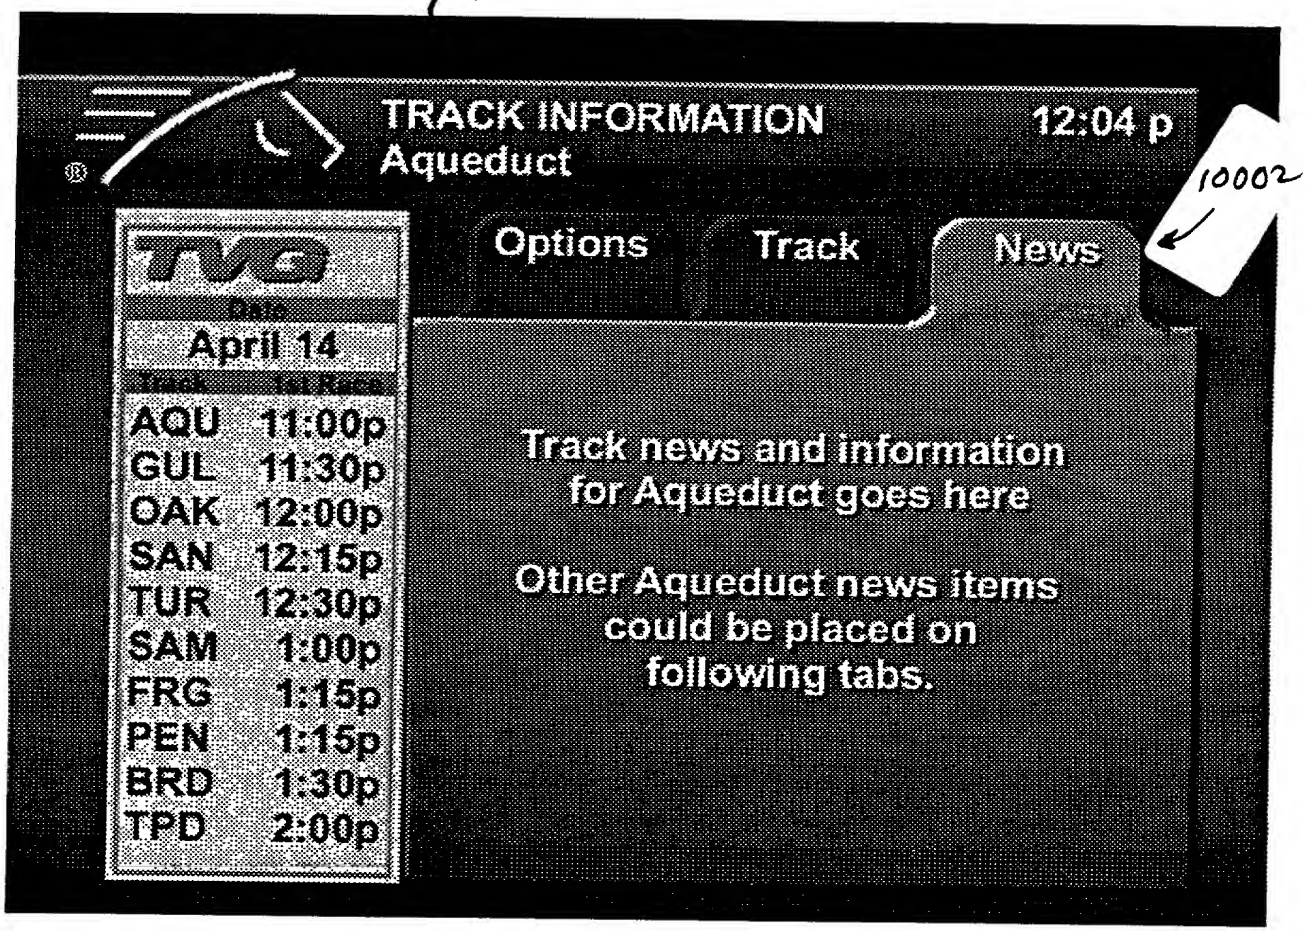 TRACK INFORMATION
12:04 p
Aqueduct
®
10002
TVG
Options
Track
News
Date
April 14
Track 1st Race
AQU 11:00p
GUL 11:30p
OAK 12:00p
SAN 12:15p
TUR 12:30p
SAM 1:00p
FRG 1:15p
PEN 1:15p
BRD 1:30p
TPD 2:00p
Track news and information
for Aqueduct goes here
Other Aqueduct news items
could be placed on
following tabs.